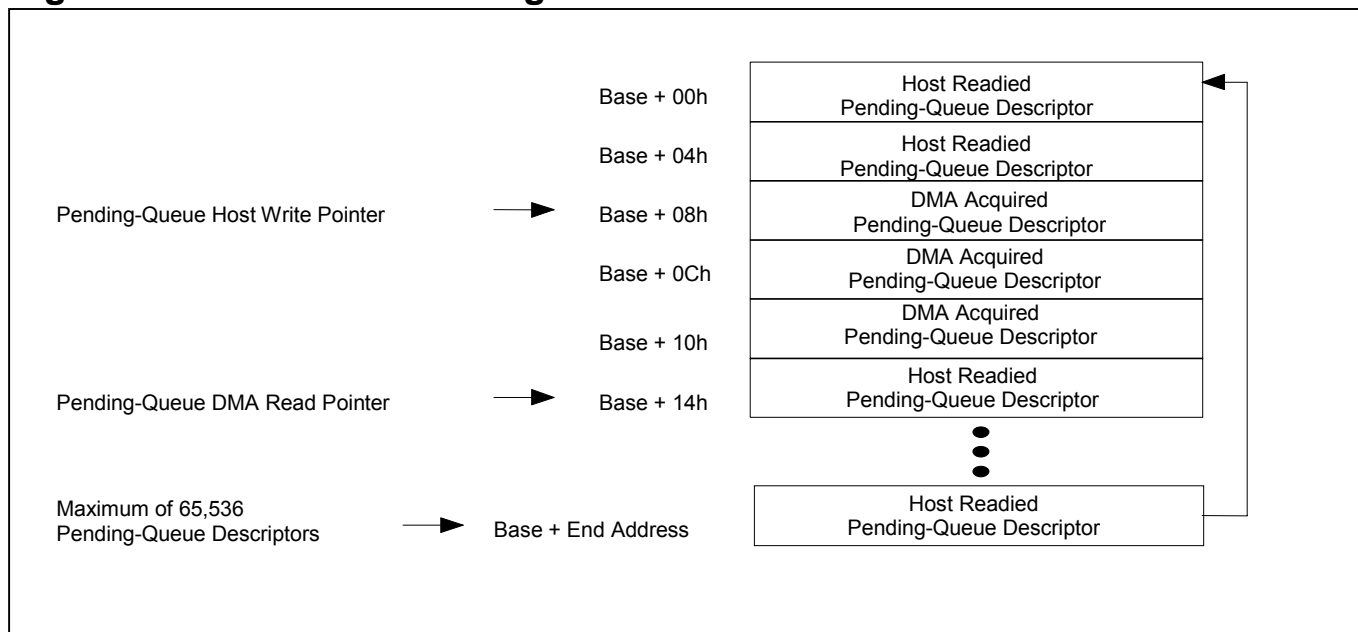 Base + 00h
Host Readied
Pending-Queue Descriptor
Base + 04h
Host Readied
Pending-Queue Descriptor
Pending-Queue Host Write Pointer
Base + 08h
DMA Acquired
Pending-Queue Descriptor
Base + 0Ch
DMA Acquired
Pending-Queue Descriptor
Base + 10h
DMA Acquired
Pending-Queue Descriptor
Pending-Queue DMA Read Pointer
Base + 14h
Host Readied
Pending-Queue Descriptor
Maximum of 65,536
Pending-Queue Descriptors
Base + End Address
Host Readied
Pending-Queue Descriptor